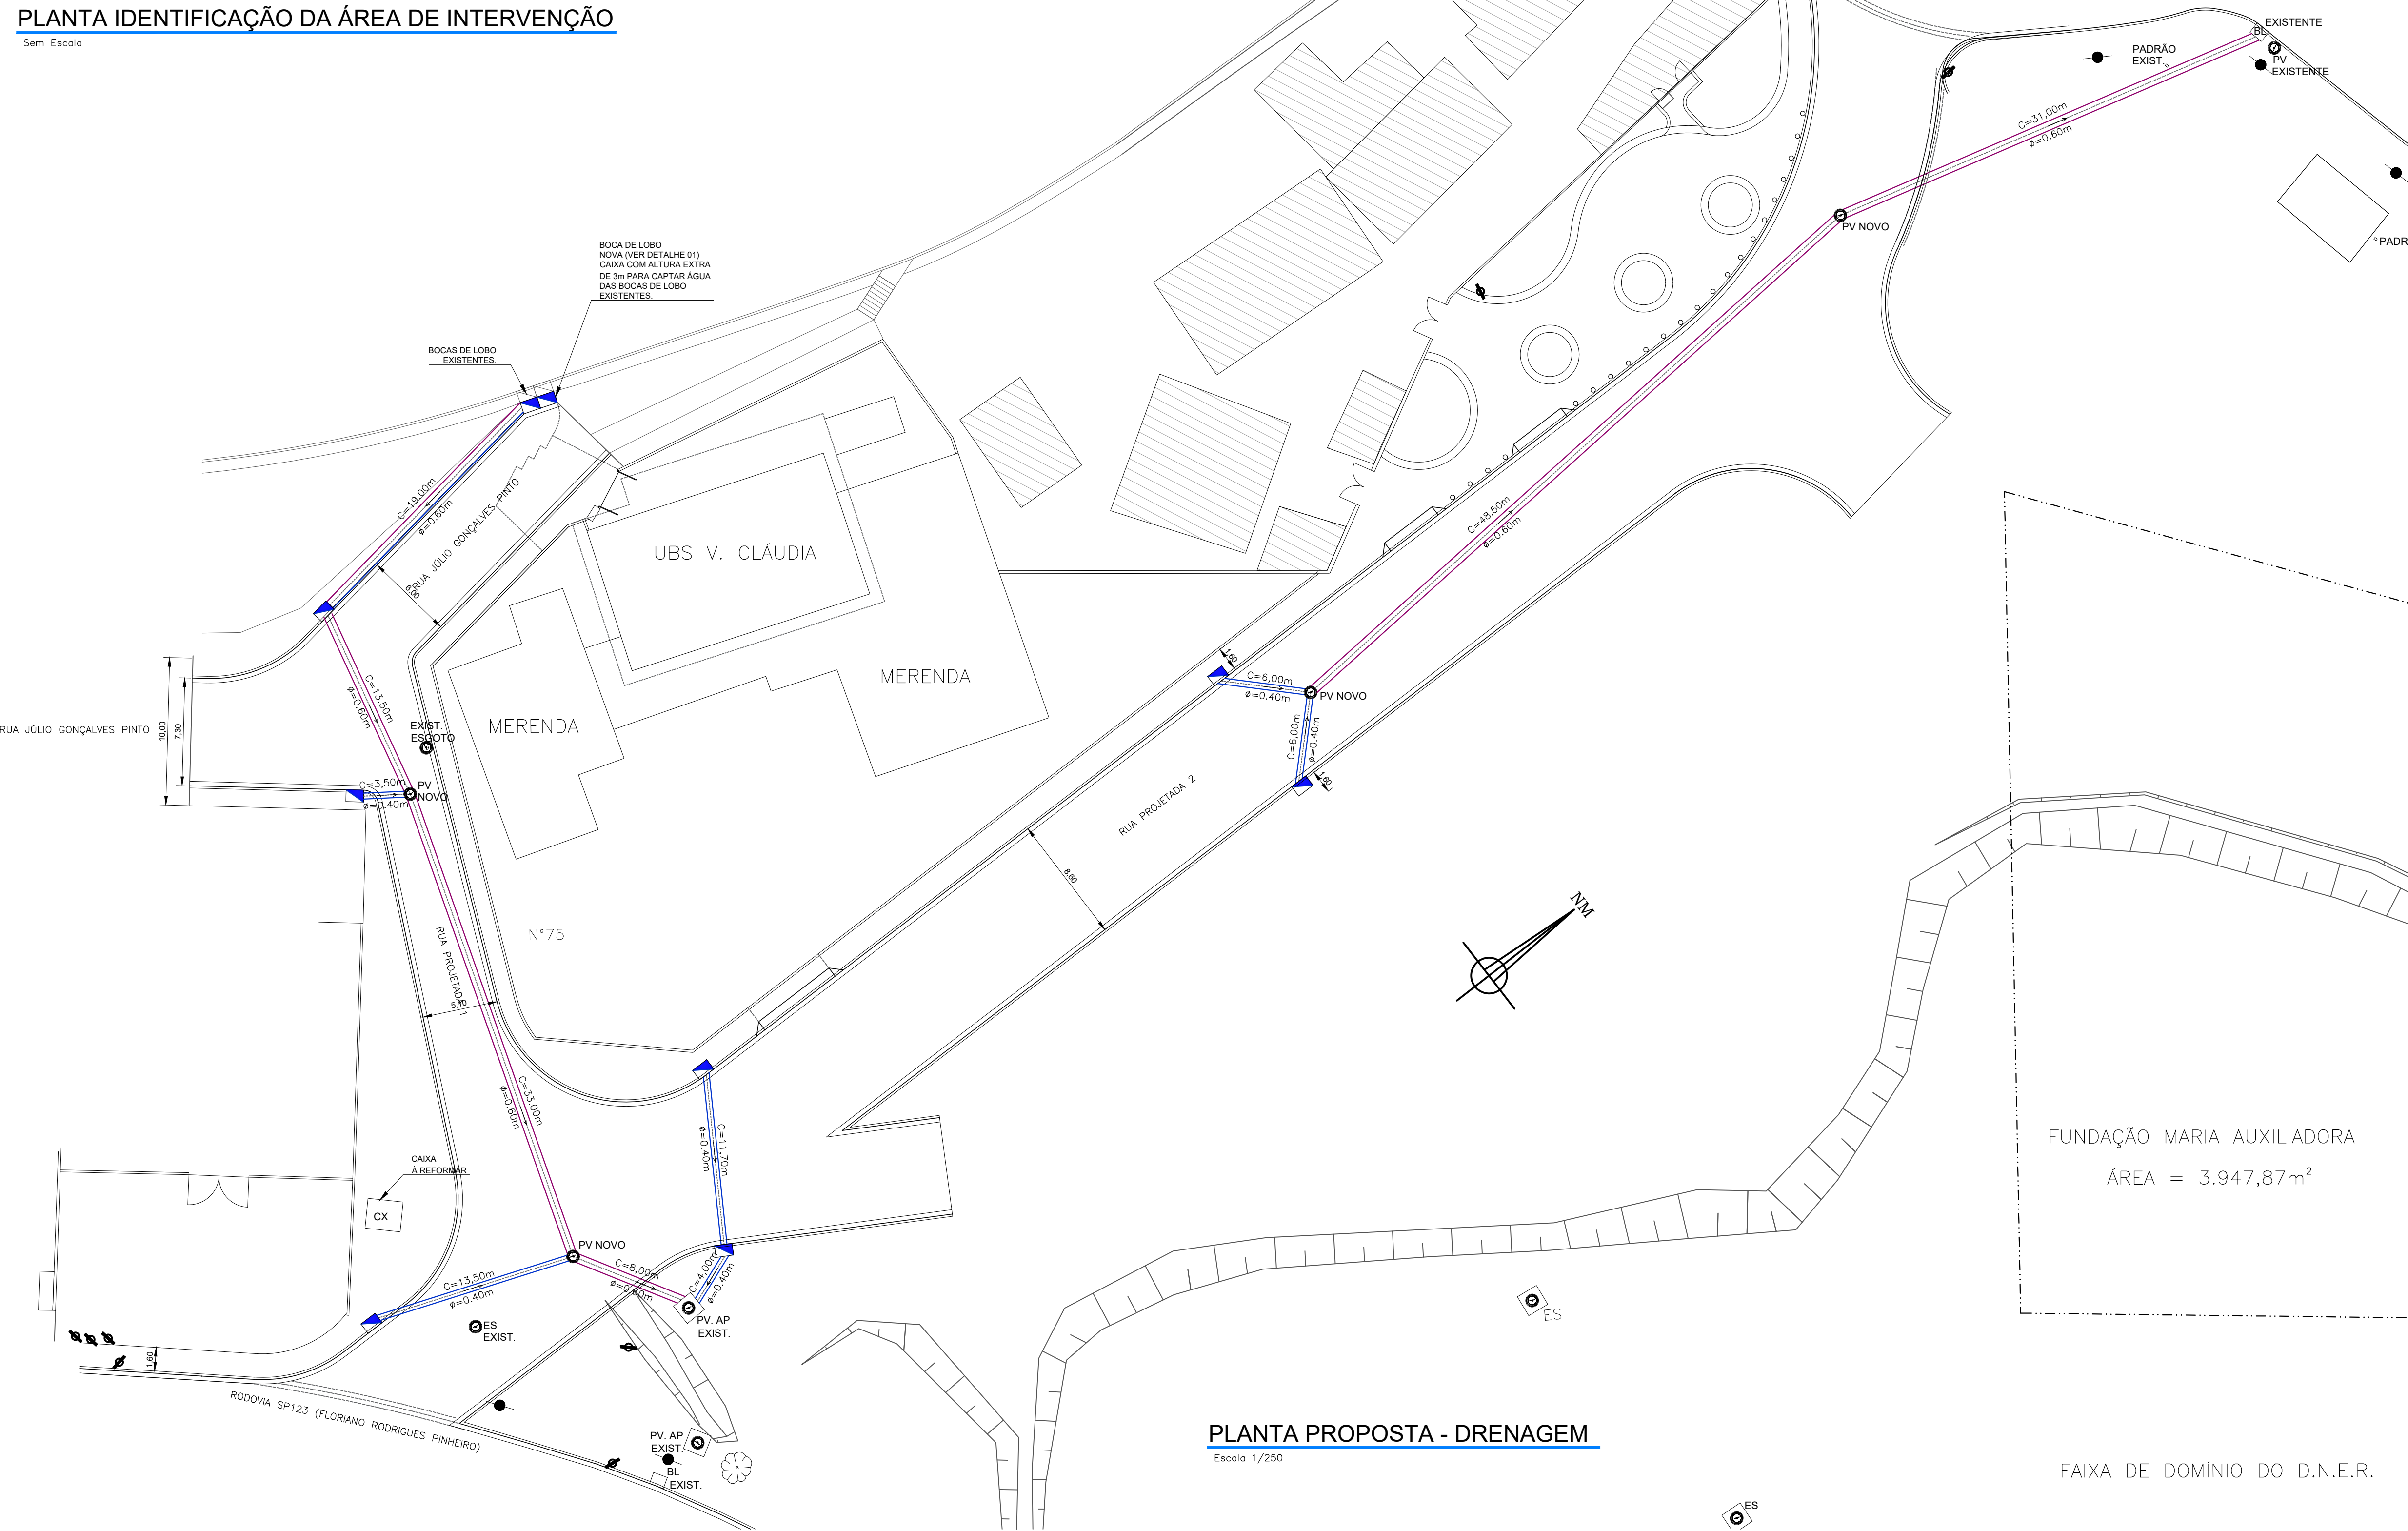 PLANTA IDENTIFICAÇÃO DA ÁREA DE INTERVENÇÃO
Sem Escala
EXISTENTE
BL
PADRÃO
EXIST.
PV
EXISTENTE
C=31,00m
ø=0.60m
PV NOVO
PADR
BOCA DE LOBO
NOVA (VER DETALHE 01)
CAIXA COM ALTURA EXTRA
DE 3m PARA CAPTAR ÁGUA
DAS BOCAS DE LOBO
EXISTENTES.
BOCAS DE LOBO
EXISTENTES.
C=19.00m
ø=0.60m
RUA JÚLIO GONÇALVES PINTO
6,00
UBS V. CLÁUDIA
C=48,50m
ø=0.60m
MERENDA
MERENDA
1,60
C=6,00m
ø=0.40m
PV NOVO
C=6,00m
ø=0.40m
1,60
C=13,50m
ø=0.60m
EXIST.
ESGOTO
RUA JÚLIO GONÇALVES PINTO
10,00
7,30
C=3,50m
ø=0.40m
PV
NOVO
RUA PROJETADA 2
8,60
NM
N°75
RUA PROJETADA 1
5,10
C=33.00m
ø=0.60m
C=11,70m
ø=0.40m
CAIXA
À REFORMAR
CX
FUNDAÇÃO MARIA AUXILIADORA
ÁREA = 3.947,87m²
PV NOVO
C=8,00m
ø=0.60m
C=4.00m
ø=0.40m
C=13,50m
ø=0.40m
PV. AP
EXIST.
ES
EXIST.
ES
1,60
RODOVIA SP123 (FLORIANO RODRIGUES PINHEIRO)
PV. AP
EXIST.
BL
EXIST.
PLANTA PROPOSTA - DRENAGEM
Escala 1/250
FAIXA DE DOMÍNIO DO D.N.E.R.
ES